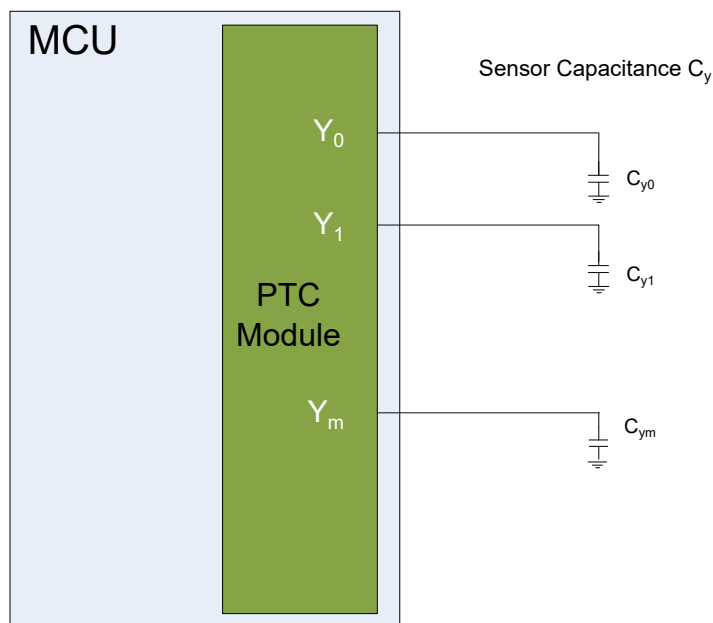 MCU
Sensor Capacitance Cy
Y0
Cy0
Y1
Cy1
PTC
Module
Ym
Cym